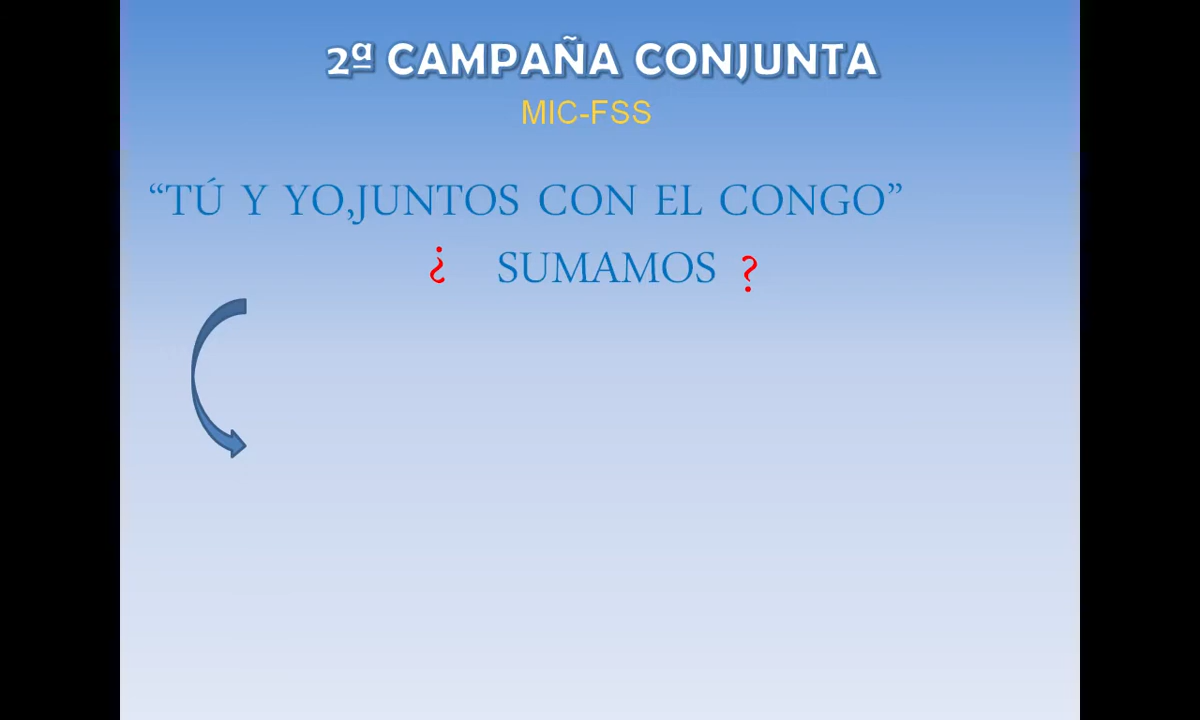 2ª CAMPAÑA CONJUNTA
MIC-FSS
“TÚ Y YO,JUNTOS CON EL CONGO”
¿ SUMAMOS ?